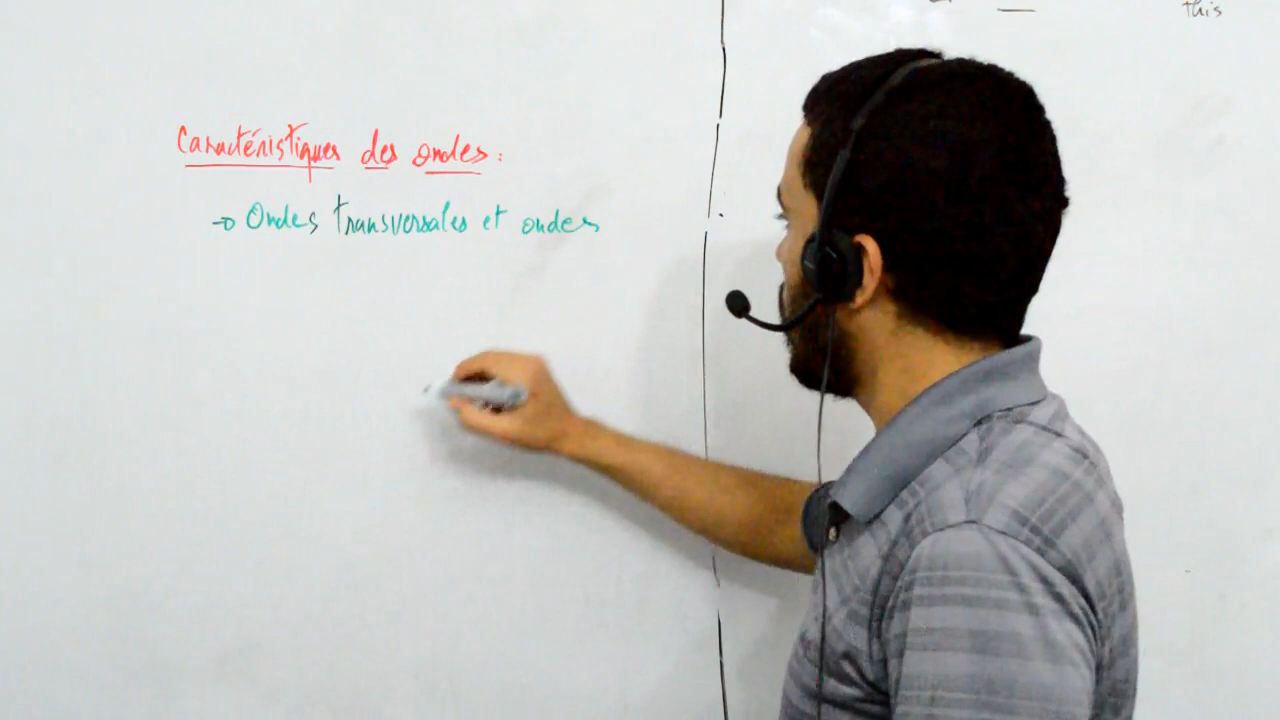 this
Caractéristiques des ondes :
→ Ondes transversales et ondes